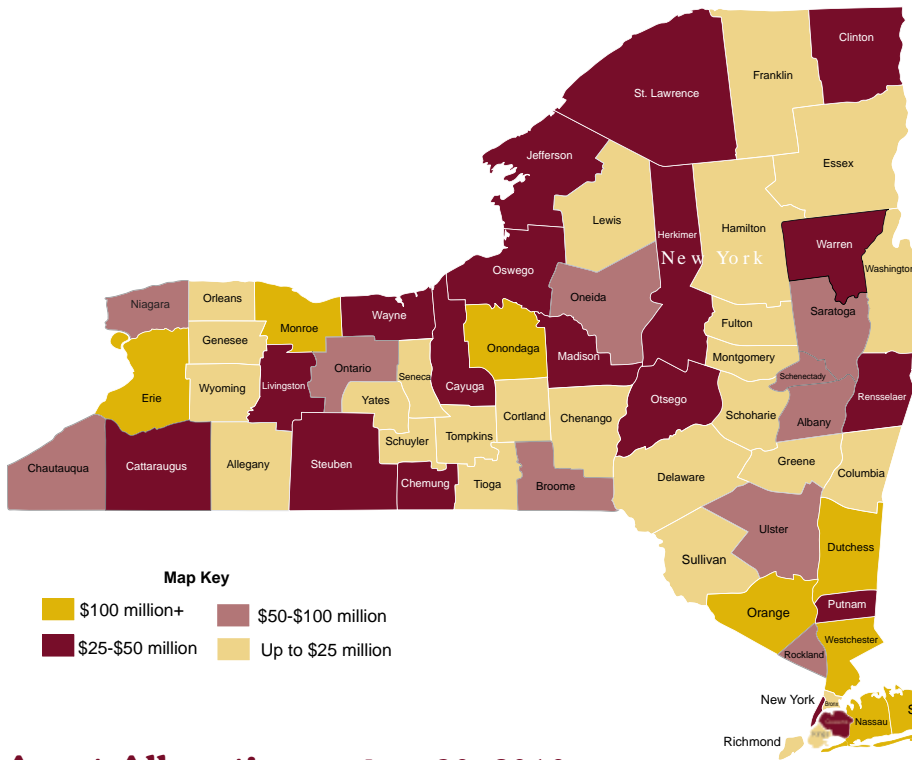 Clinton
Franklin
St. Lawrence
Jefferson
Essex
Lewis
Hamilton
Herkimer
Warren
New York
Washington
Oswego
Oneida
Niagara
Orleans
Saratoga
Wayne
Monroe
Fulton
Genesee
Onondaga
Madison
Montgomery
Ontario
Seneca
Schenectady
Livingston
Wyoming
Cayuga
Erie
Yates
Otsego
Rensselaer
Cortland
Chenango
Schoharie
Albany
Schuyler
Tompkins
Chautauqua
Cattaraugus
Allegany
Steuben
Greene
Columbia
Chemung
Tioga
Broome
Delaware
Ulster
Dutchess
Sullivan
Map Key
$100 million+
$50-$100 million
$25-$50 million
Up to $25 million
Putnam
Orange
Westchester
Rockland
New York
Bronx
Nassau
S
Queens
Richmond